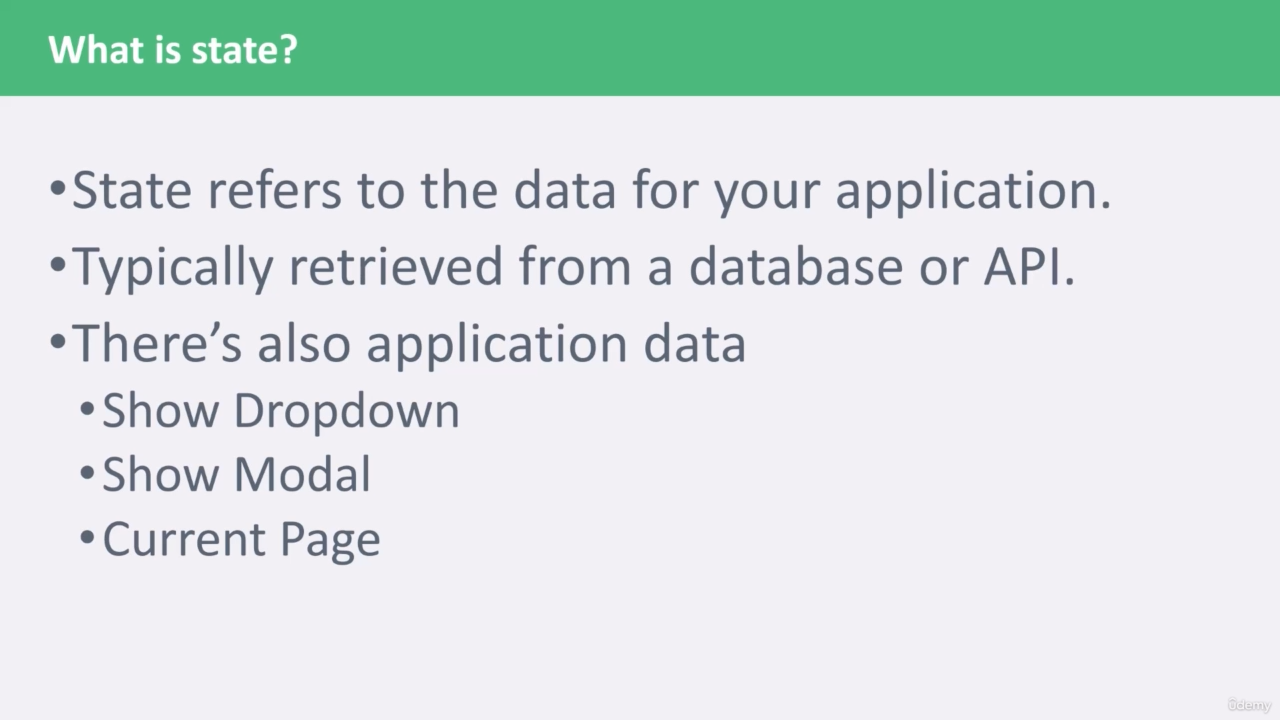 What is state?
•State refers to the data for your application.
•Typically retrieved from a database or API.
•There’s also application data
•Show Dropdown
•Show Modal
•Current Page
ûdemy